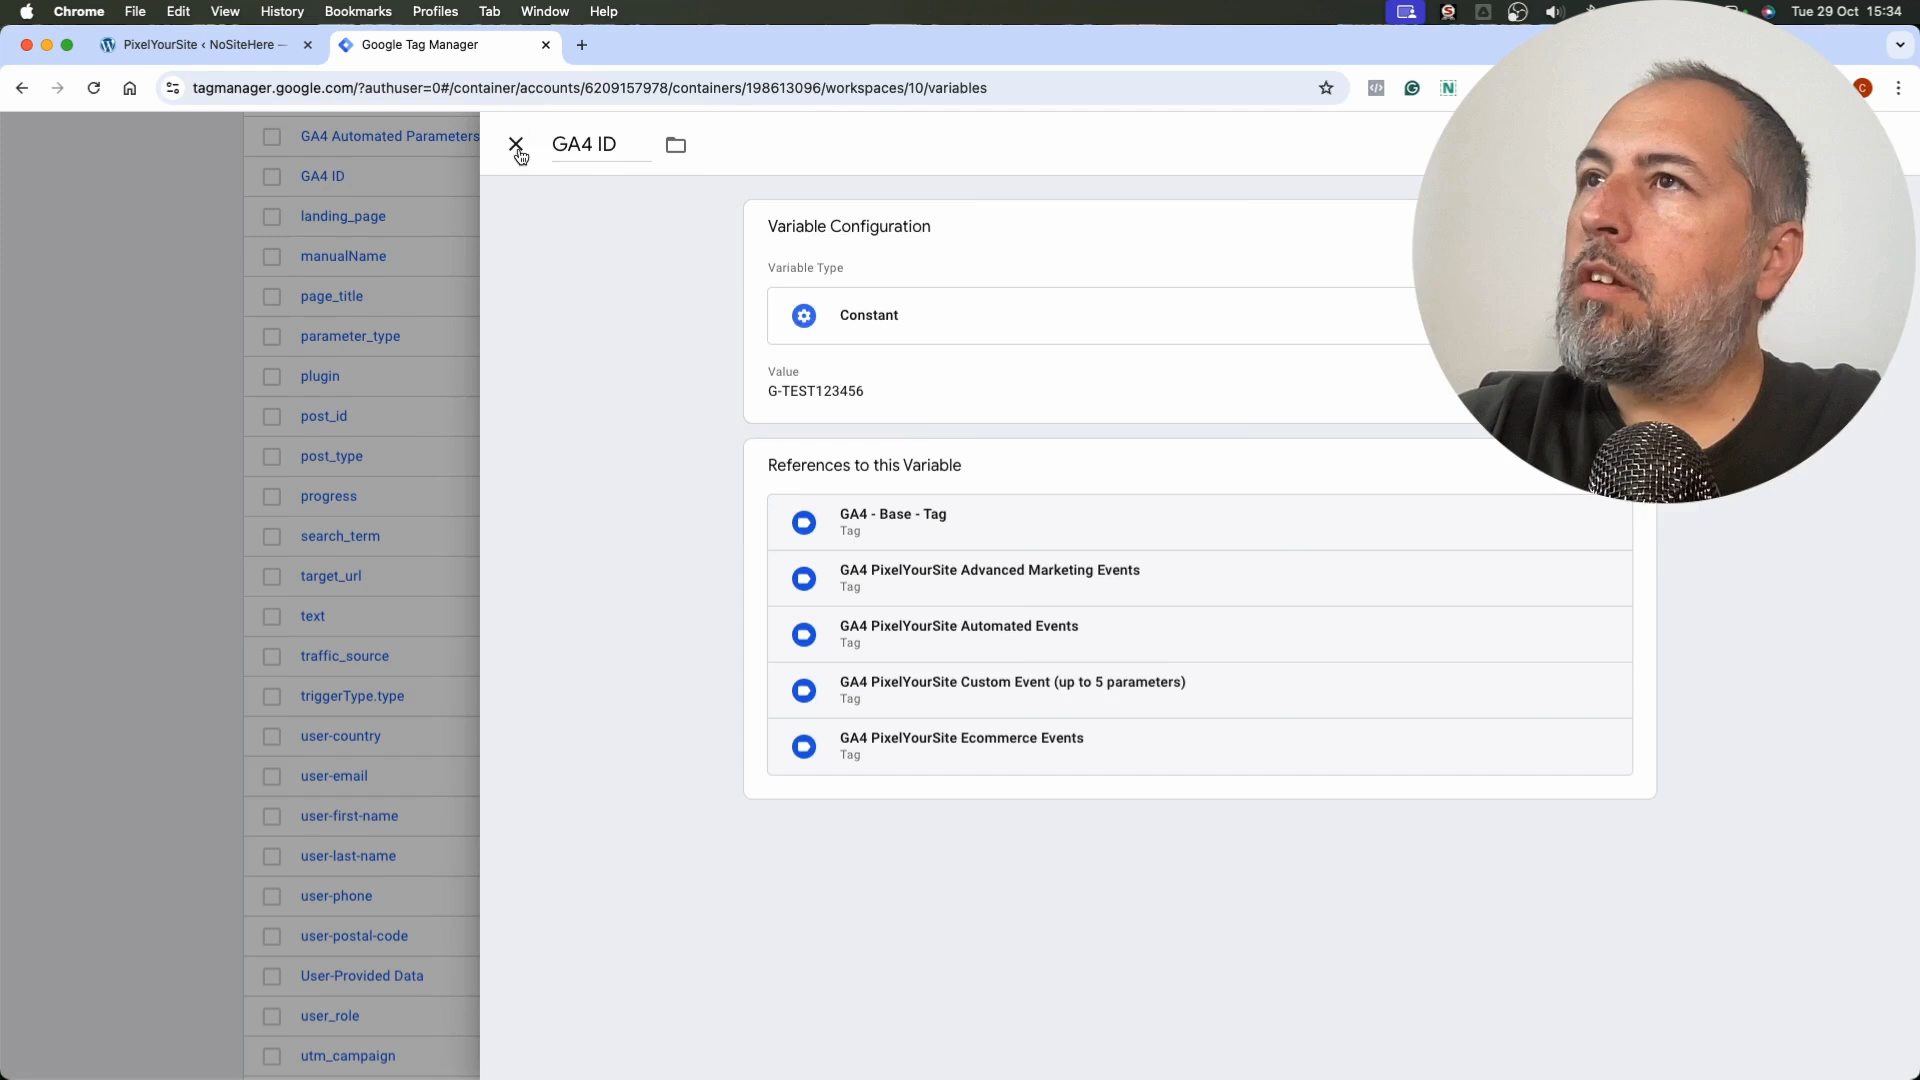 Chrome File Edit View History Bookmarks Profiles Tab Window Help
Tue 29 Oct 15:34
PixelYourSite ‹ NoSiteHere —
Google Tag Manager
tagmanager.google.com/?authuser=0#/container/accounts/6209157978/containers/198613096/workspaces/10/variables
GA4 Automated Parameters
GA4 ID
landing_page
manualName
page_title
parameter_type
plugin
post_id
post_type
progress
search_term
target_url
text
traffic_source
triggerType.type
user-country
user-email
user-first-name
user-last-name
user-phone
user-postal-code
User-Provided Data
user_role
utm_campaign
GA4 ID
Variable Configuration
Variable Type
Constant
Value
G-TEST123456
References to this Variable
GA4 - Base - Tag
Tag
GA4 PixelYourSite Advanced Marketing Events
Tag
GA4 PixelYourSite Automated Events
Tag
GA4 PixelYourSite Custom Event (up to 5 parameters)
Tag
GA4 PixelYourSite Ecommerce Events
Tag